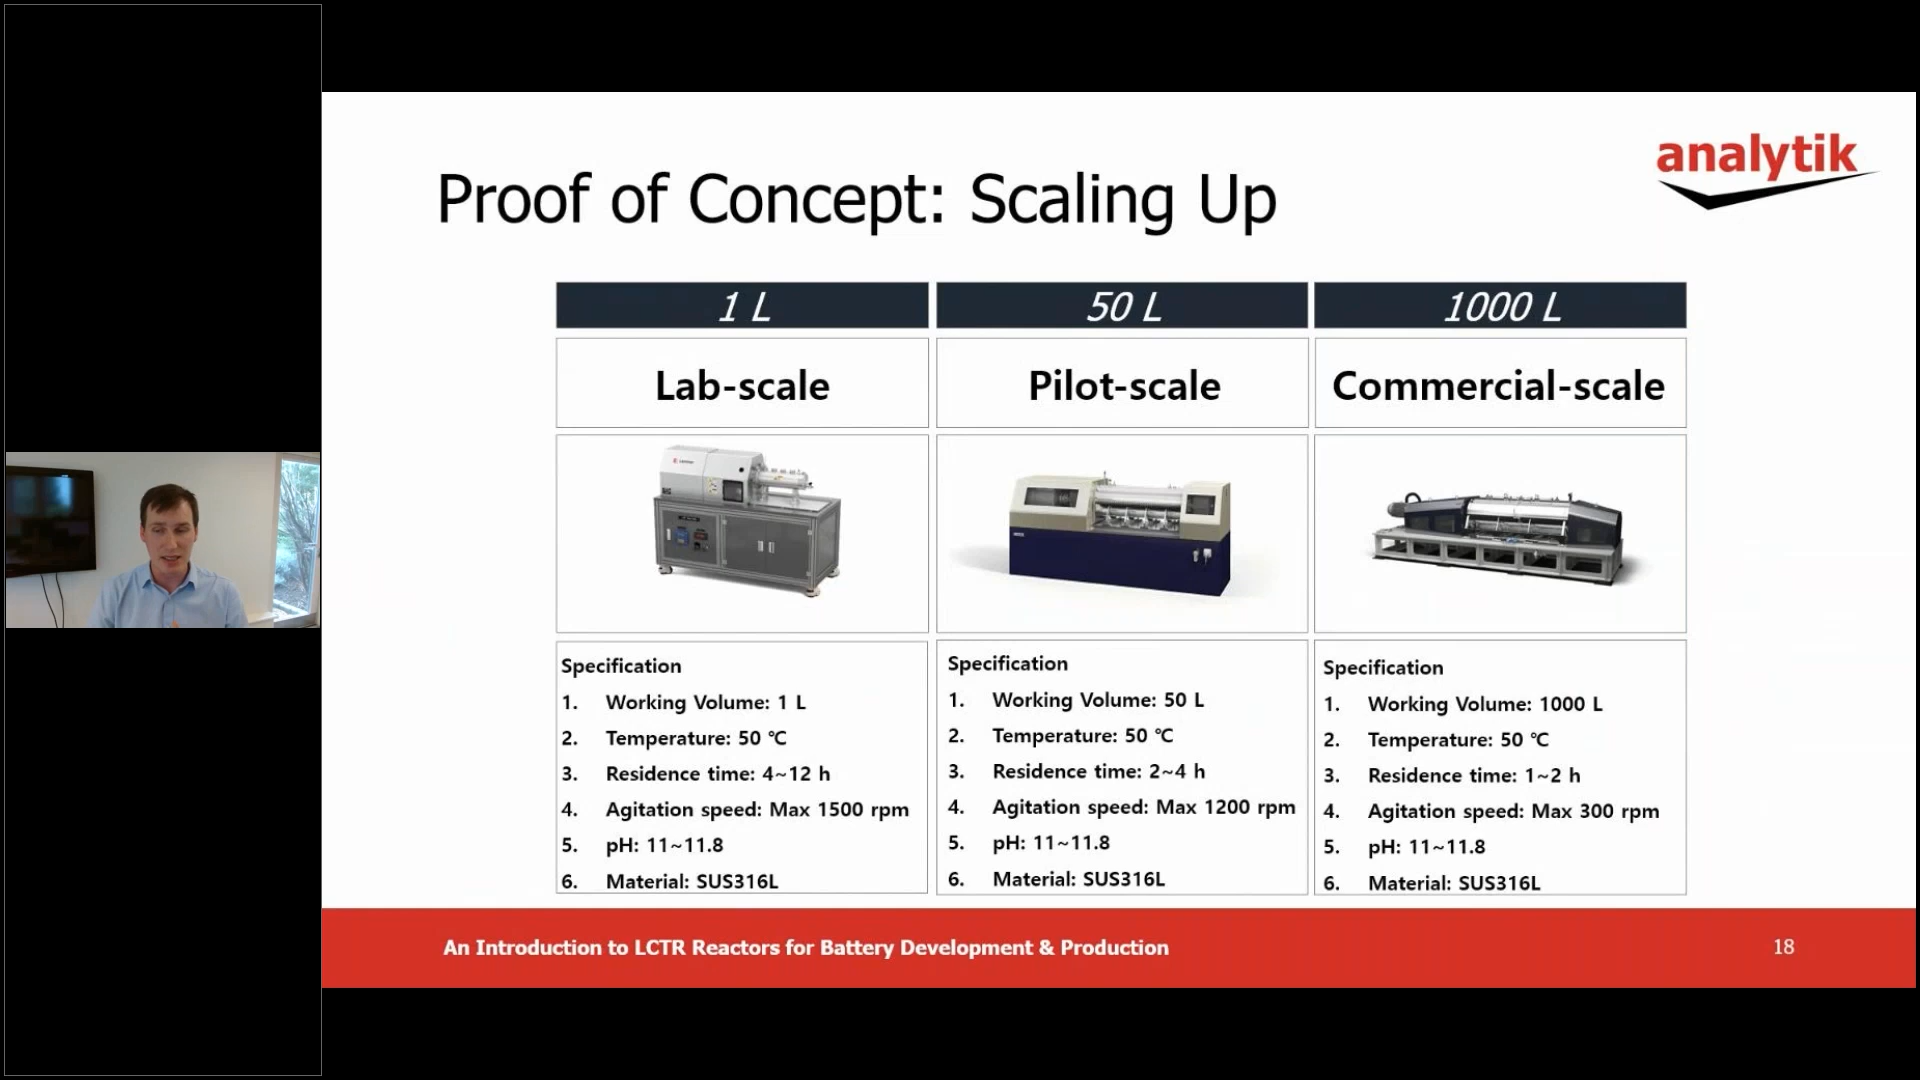 analytik
Proof of Concept: Scaling Up
1 L
50 L
1000 L
Lab-scale
Pilot-scale
Commercial-scale
Specification
1. Working Volume: 1 L
2. Temperature: 50 ℃
3. Residence time: 4~12 h
4. Agitation speed: Max 1500 rpm
5. pH: 11~11.8
6. Material: SUS316L
Specification
1. Working Volume: 50 L
2. Temperature: 50 ℃
3. Residence time: 2~4 h
4. Agitation speed: Max 1200 rpm
5. pH: 11~11.8
6. Material: SUS316L
Specification
1. Working Volume: 1000 L
2. Temperature: 50 ℃
3. Residence time: 1~2 h
4. Agitation speed: Max 300 rpm
5. pH: 11~11.8
6. Material: SUS316L
An Introduction to LCTR Reactors for Battery Development & Production
18